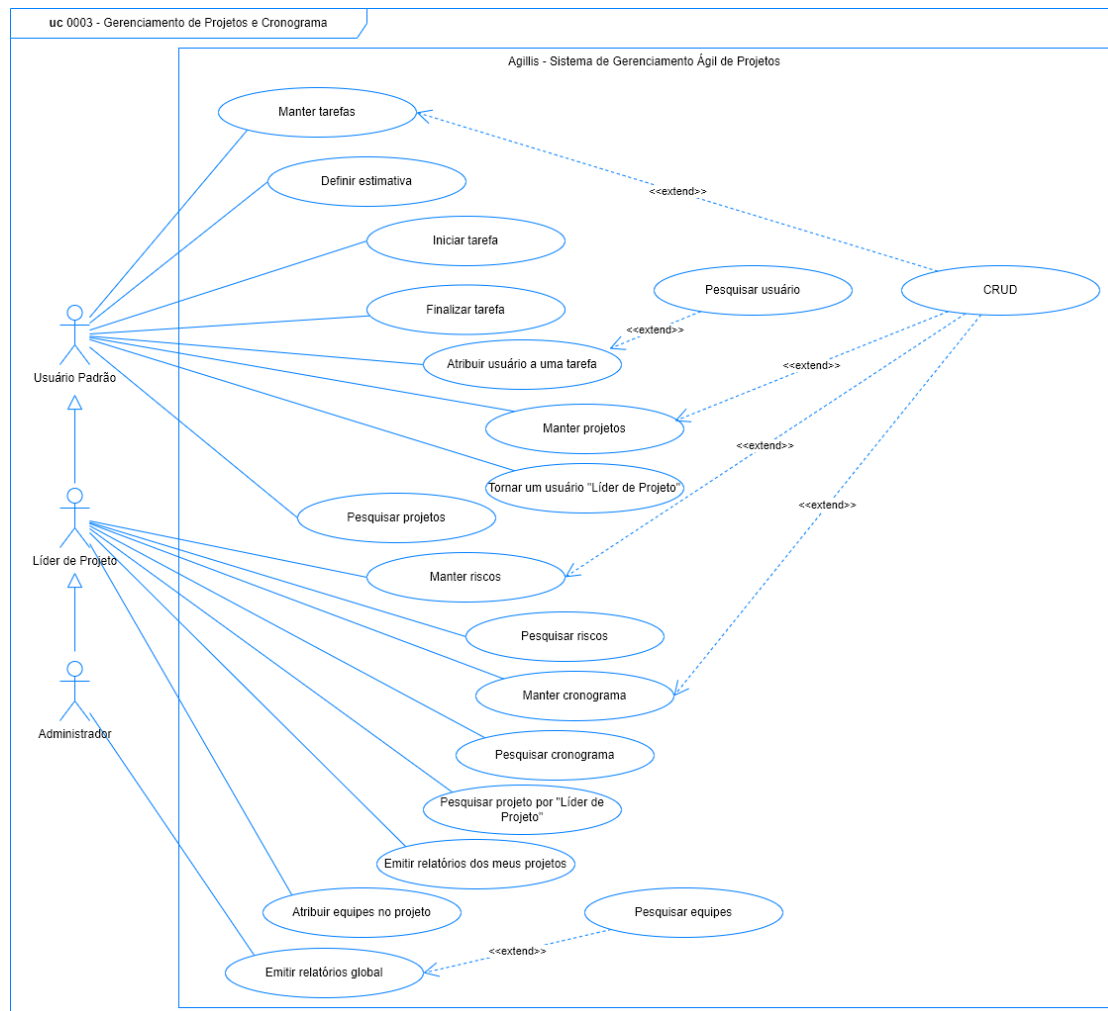 uc 0003 - Gerenciamento de Projetos e Cronograma
Agillis - Sistema de Gerenciamento Ágil de Projetos
Manter tarefas
Definir estimativa
<<extend>>
Iniciar tarefa
Pesquisar usuário
CRUD
Finalizar tarefa
<<extend>>
Atribuir usuário a uma tarefa
<<extend>>
Usuário Padrão
Manter projetos
<<extend>>
Tornar um usuário "Líder de Projeto"
<<extend>>
Pesquisar projetos
Líder de Projeto
Manter riscos
Pesquisar riscos
Manter cronograma
Administrador
Pesquisar cronograma
Pesquisar projeto por "Líder de
Projeto"
Emitir relatórios dos meus projetos
Atribuir equipes no projeto
Pesquisar equipes
<<extend>>
Emitir relatórios global